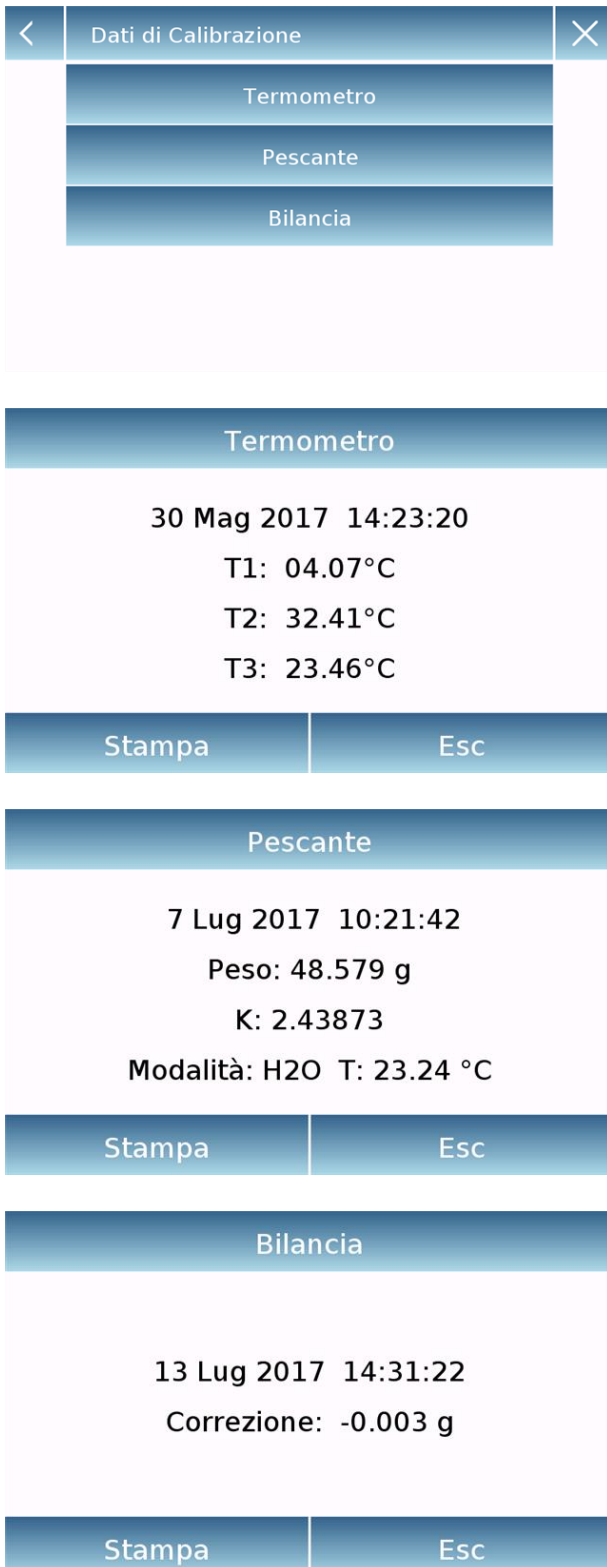 Dati di Calibrazione
Termometro
Pescante
Bilancia
Termometro
30 Mag 2017 14:23:20
T1: 04.07°C
T2: 32.41°C
T3: 23.46°C
Stampa Esc
Pescante
7 Lug 2017 10:21:42
Peso: 48.579 g
K: 2.43873
Modalità: H2O T: 23.24 °C
Stampa Esc
Bilancia
13 Lug 2017 14:31:22
Correzione: -0.003 g
Stampa Esc